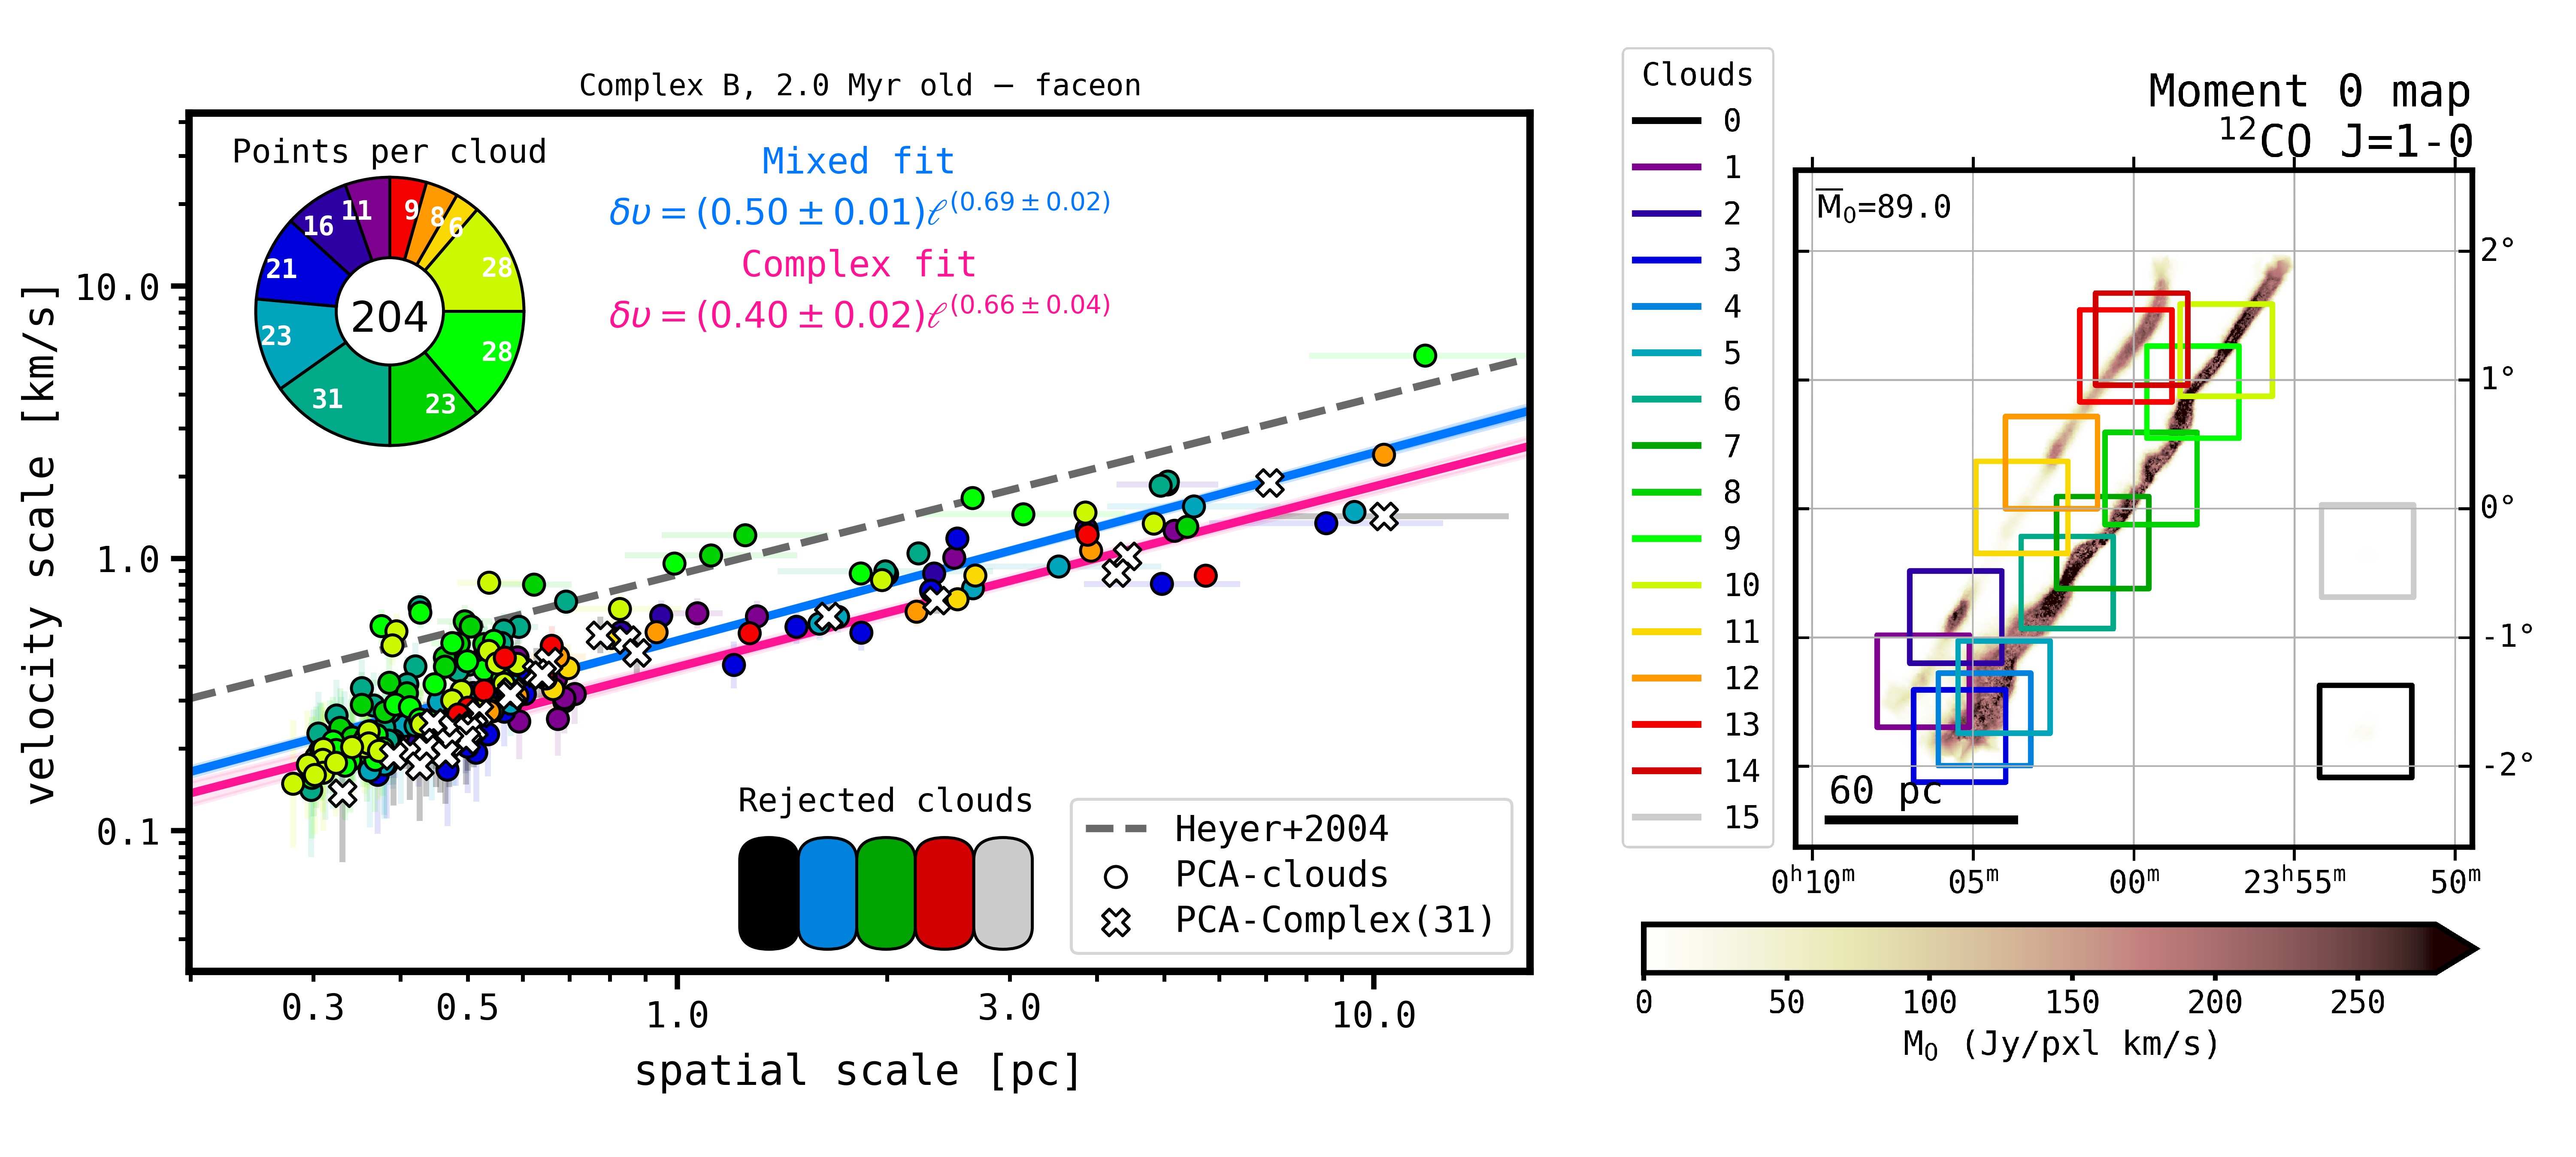 Complex B, 2.0 Myr old — faceon
Points per cloud
11 9 8 6 28 28 23 31 23 21 16
204
Mixed fit
δυ = (0.50 ± 0.01)ℓ^(0.69 ± 0.02)
Complex fit
δυ = (0.40 ± 0.02)ℓ^(0.66 ± 0.04)
velocity scale [km/s]
10.0
1.0
0.1
Rejected clouds
Heyer+2004
PCA-clouds
PCA-Complex(31)
0.3 0.5 1.0 3.0 10.0
spatial scale [pc]
Clouds
0
1
2
3
4
5
6
7
8
9
10
11
12
13
14
15
Moment 0 map
¹²CO J=1-0
M̅₀=89.0
2°
1°
0°
-1°
-2°
60 pc
0ʰ10ᵐ 05ᵐ 00ᵐ 23ʰ55ᵐ 50ᵐ
0 50 100 150 200 250
M₀ (Jy/pxl km/s)